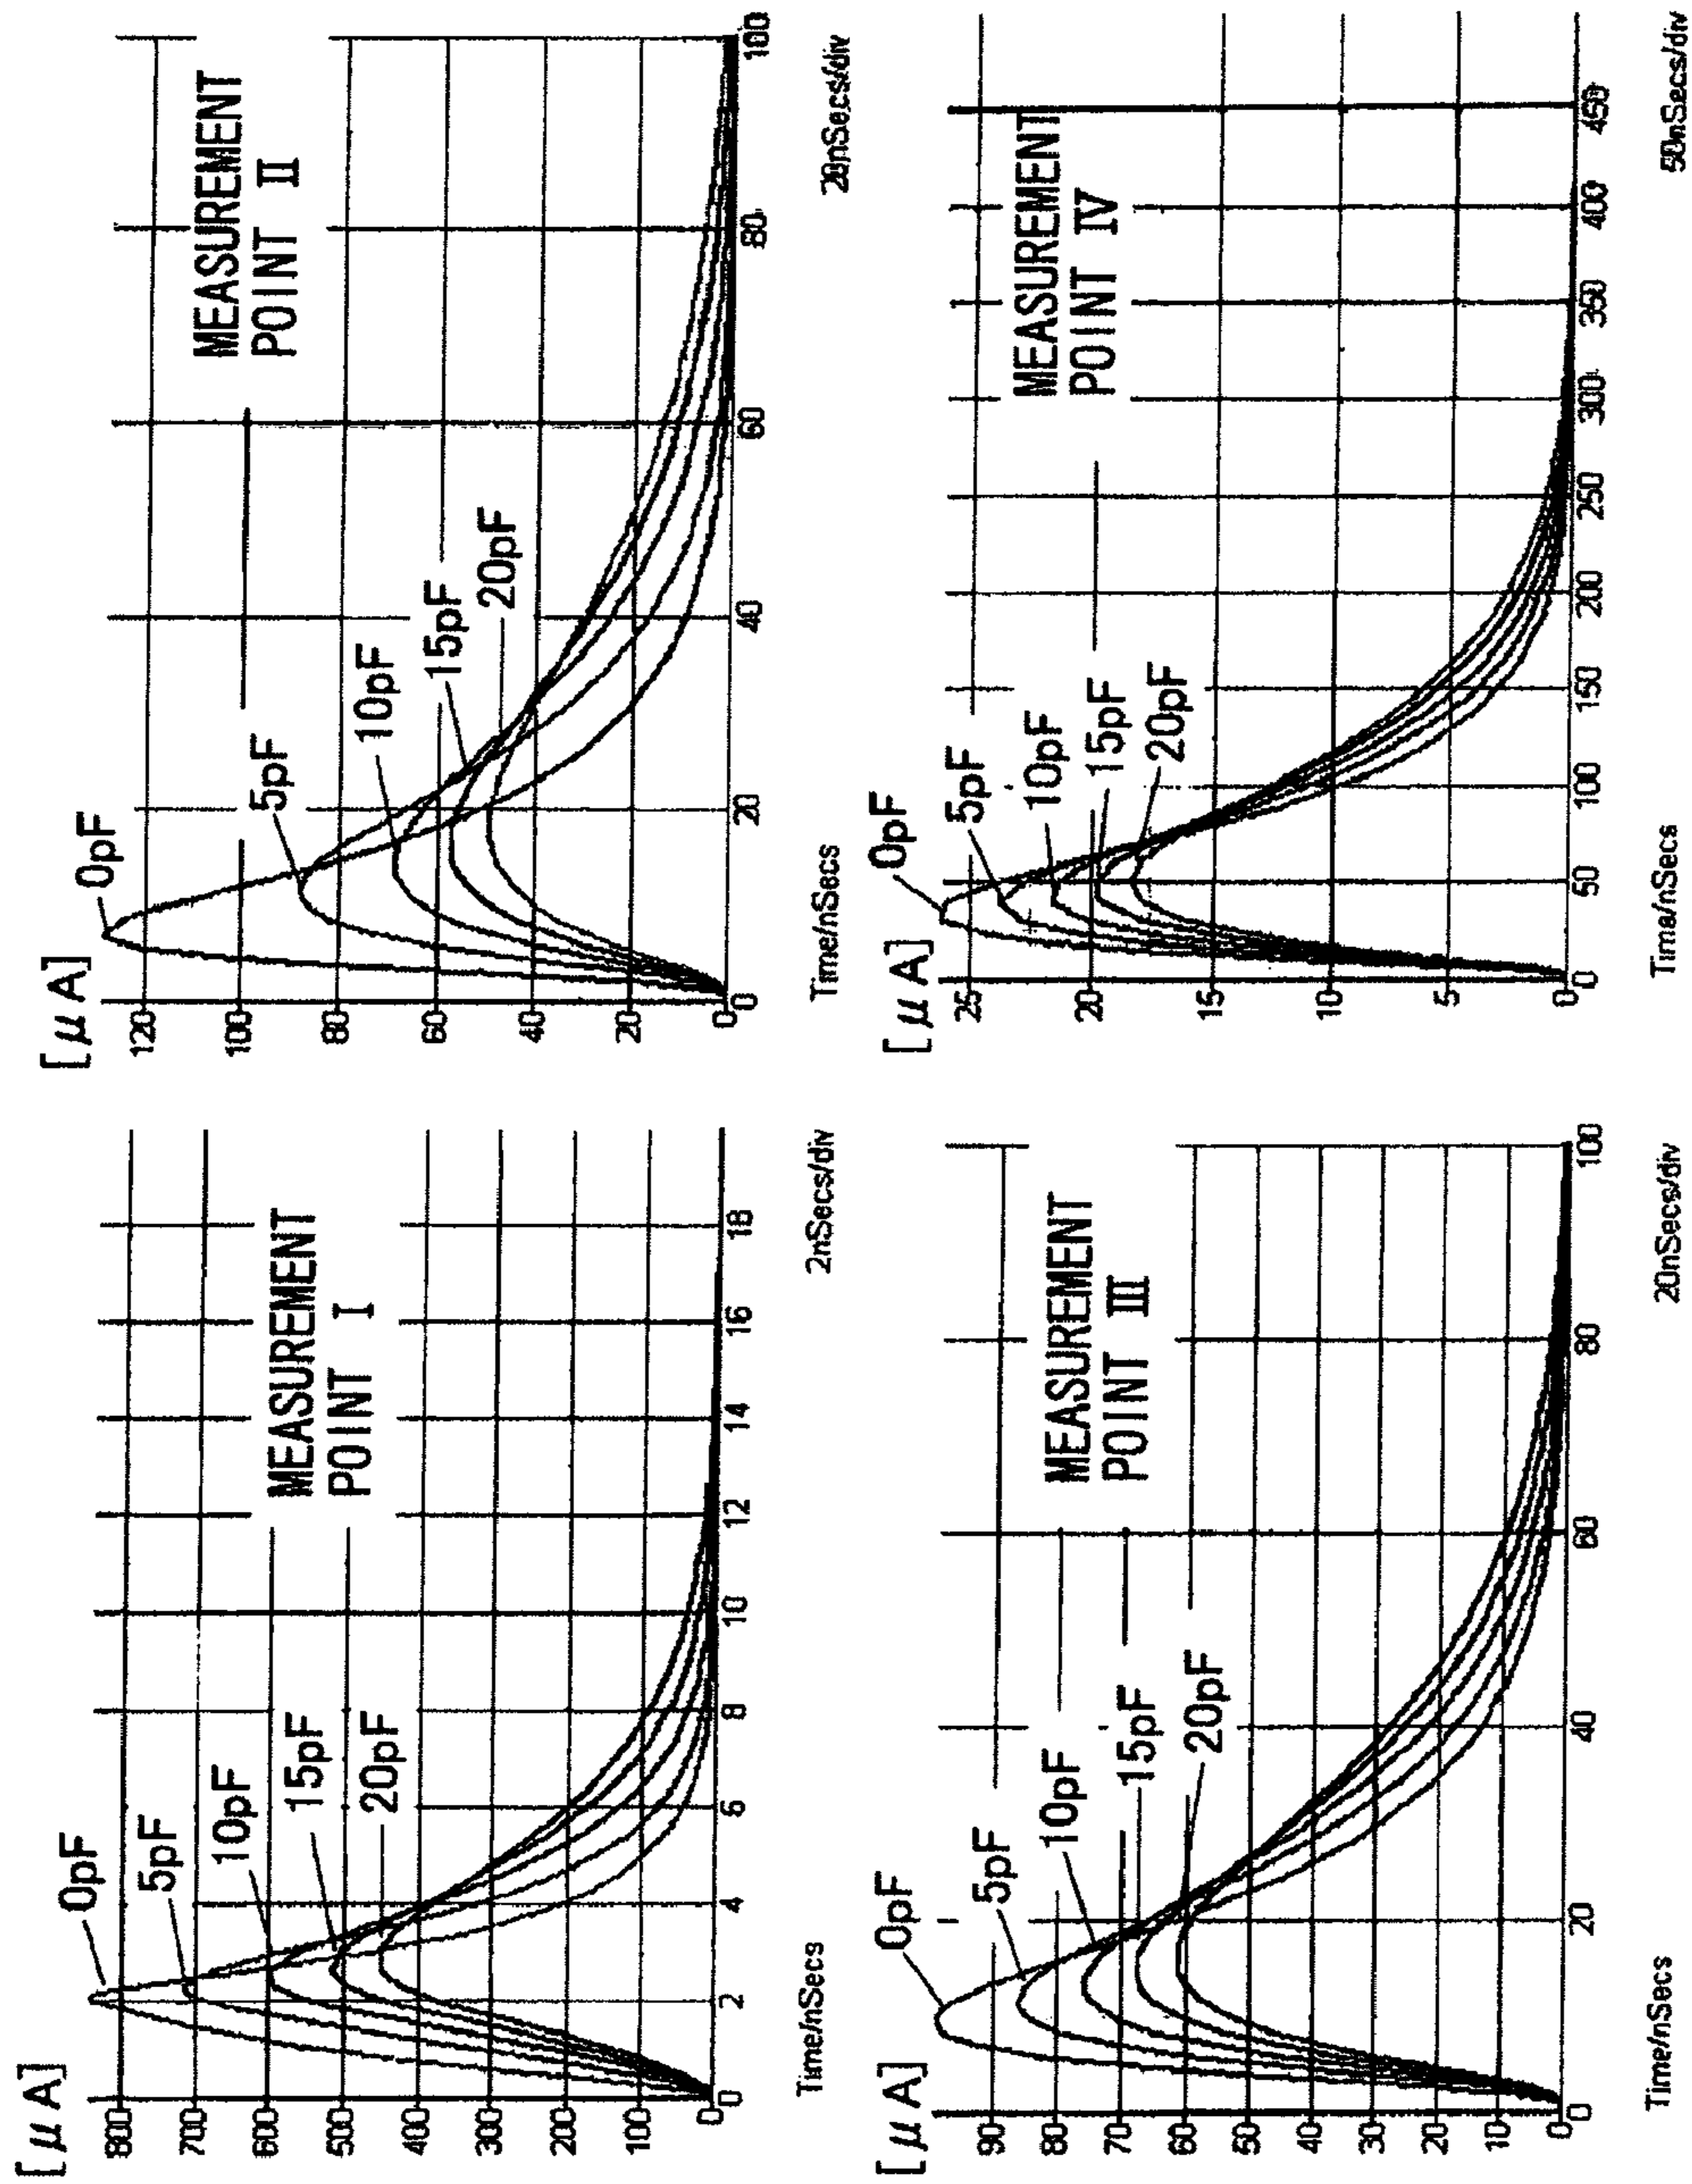 [μA]
0pF
5pF
10pF
15pF
20pF
MEASUREMENT
POINT I
800
700
600
500
400
300
200
100
0
0 2 4 6 8 10 12 14 16 18
Time/nSecs 2nSecs/div
[μA]
0pF
5pF
10pF
15pF
20pF
MEASUREMENT
POINT II
120
100
80
60
40
20
0
0 20 40 60 80 100
Time/nSecs 20nSecs/div
[μA]
0pF
5pF
10pF
15pF
20pF
MEASUREMENT
POINT III
90
80
70
60
50
40
30
20
10
0
0 20 40 60 80 100
Time/nSecs 20nSecs/div
[μA]
0pF
5pF
10pF
15pF
20pF
MEASUREMENT
POINT IV
25
20
15
10
5
0
0 50 100 150 200 250 300 350 400 450
Time/nSecs 50nSecs/div